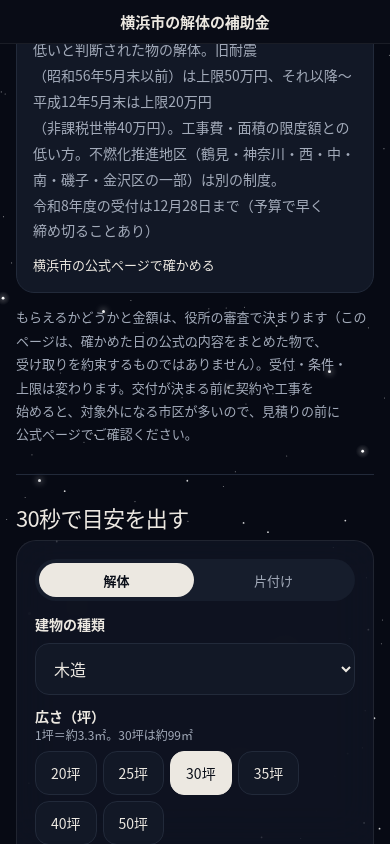 横浜市の解体の補助金
低いと判断された物の解体。旧耐震
（昭和56年5月末以前）は上限50万円、それ以降〜
平成12年5月末は上限20万円
（非課税世帯40万円）。工事費・面積の限度額との
低い方。不燃化推進地区（鶴見・神奈川・西・中・
南・磯子・金沢区の一部）は別の制度。
令和8年度の受付は12月28日まで（予算で早く
締め切ることあり）
横浜市の公式ページで確かめる
もらえるかどうかと金額は、役所の審査で決まります（この
ページは、確かめた日の公式の内容をまとめた物で、
受け取りを約束するものではありません）。受付・条件・
上限は変わります。交付が決まる前に契約や工事を
始めると、対象外になる市区が多いので、見積りの前に
公式ページでご確認ください。
30秒で目安を出す
解体 片付け
建物の種類
木造
広さ（坪）
1坪＝約3.3㎡。30坪は約99㎡
20坪 25坪 30坪 35坪
40坪 50坪